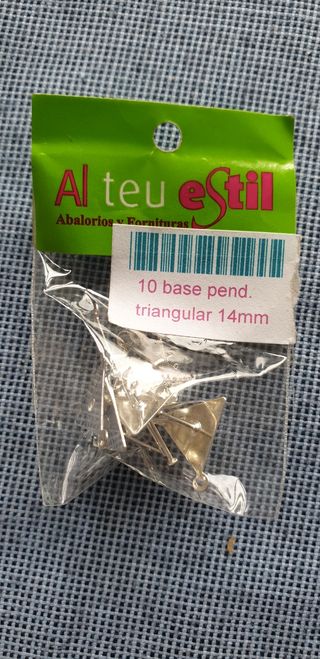 Al teu eStil
Abalorios y Fornituras
10 base pend.
triangular 14mm